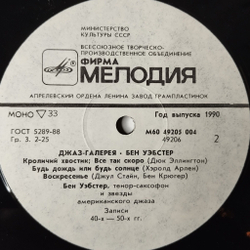 МИНИСТЕРСТВО
КУЛЬТУРЫ СССР
ВСЕСОЮЗНОЕ ТВОРЧЕСКО-
ПРОИЗВОДСТВЕННОЕ ОБЪЕДИНЕНИЕ
ФИРМА
МЕЛОДИЯ
АПРЕЛЕВСКИЙ ОРДЕНА ЛЕНИНА ЗАВОД ГРАМПЛАСТИНОК
МОНО 33
Год выпуска 1990
ГОСТ 5289-88
М60 49205 004
Гр. 3. 2-25
49206
2
ДЖАЗ-ГАЛЕРЕЯ · БЕН УЭБСТЕР
Кроличий хвостик; Все так скоро (Дюк Эллингтон)
Будь дождь или будь солнце (Хэролд Арлен)
Воскресенье (Джул Стайн, Бен Крюгер)
Бен Уэбстер, тенор-саксофон
и звезды
американского джаза
Записи
40-х — 50-х гг.